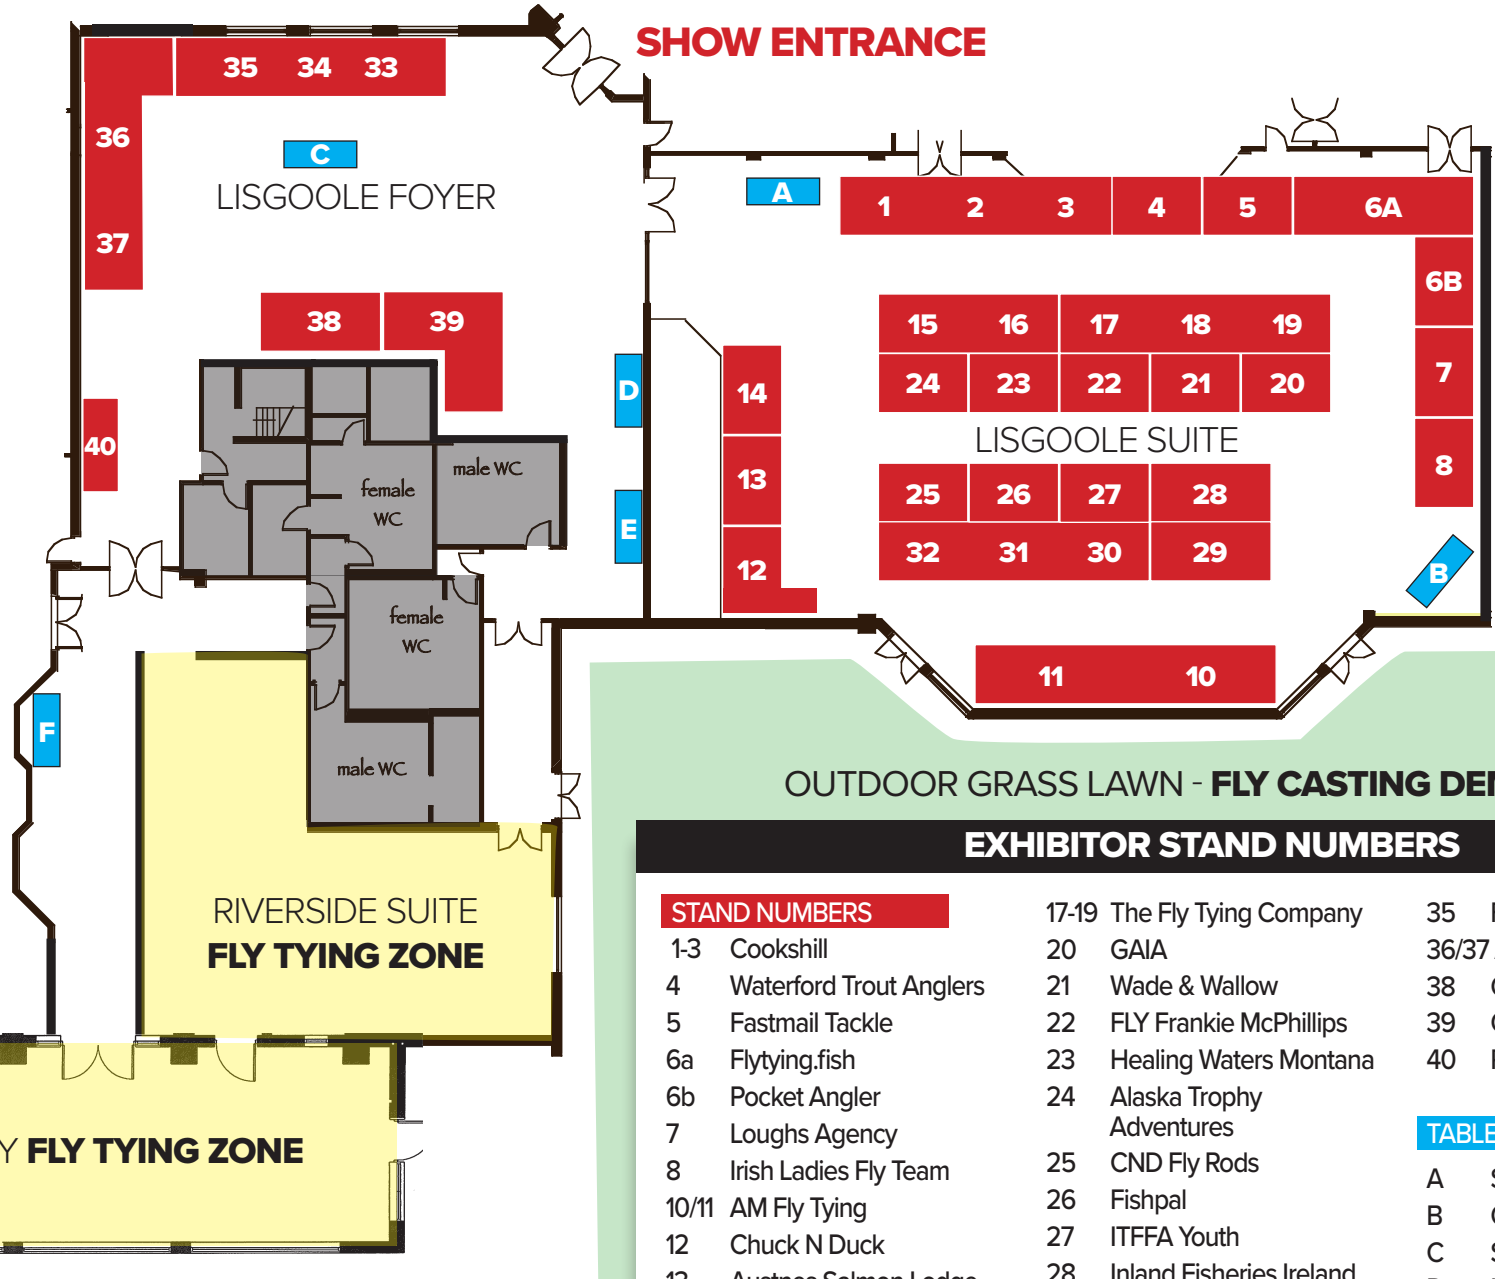 SHOW ENTRANCE
35 34 33
36
C
LISGOOLE FOYER
37
38 39
40
D
E
F
male WC
female
WC
female
WC
male WC
A
1 2 3 4 5 6A
6B
7
8
B
15 16 17 18 19
24 23 22 21 20
LISGOOLE SUITE
25 26 27 28
32 31 30 29
14
13
12
11 10
RIVERSIDE SUITE
FLY TYING ZONE
Y FLY TYING ZONE
OUTDOOR GRASS LAWN - FLY CASTING
EXHIBITOR STAND NUMBERS
STAND NUMBERS
1-3 Cookshill
4 Waterford Trout Anglers
5 Fastmail Tackle
6a Flytying.fish
6b Pocket Angler
7 Loughs Agency
8 Irish Ladies Fly Team
10/11 AM Fly Tying
12 Chuck N Duck
17-19 The Fly Tying Company
20 GAIA
21 Wade & Wallow
22 FLY Frankie McPhillips
23 Healing Waters Montana
24 Alaska Trophy
Adventures
25 CND Fly Rods
26 Fishpal
27 ITFFA Youth
28 Inland Fisheries Ireland
35
36/37
38
39
40
TABLE
A
B
C